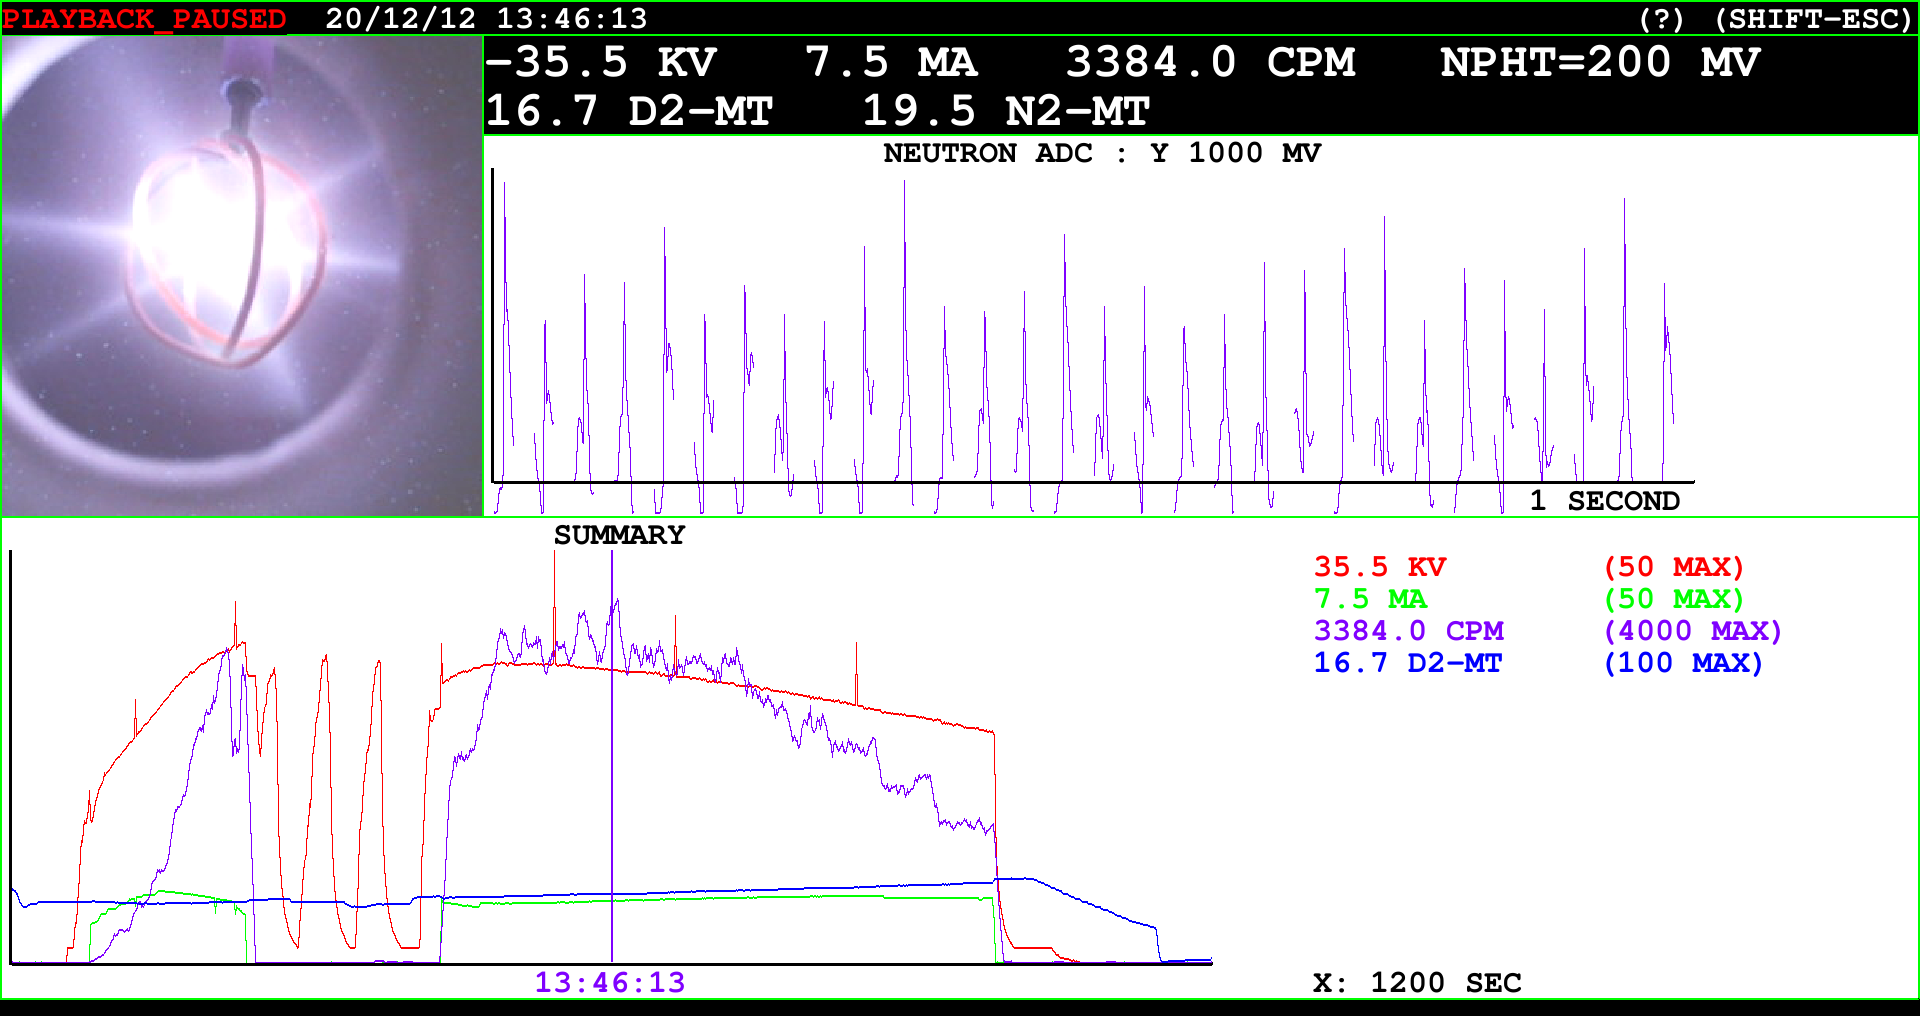 PLAYBACK_PAUSED 20/12/12 13:46:13 (?) (SHIFT-ESC)
-35.5 KV 7.5 MA 3384.0 CPM NPHT=200 MV
16.7 D2-MT 19.5 N2-MT
NEUTRON ADC : Y 1000 MV
1 SECOND
SUMMARY
35.5 KV (50 MAX)
7.5 MA (50 MAX)
3384.0 CPM (4000 MAX)
16.7 D2-MT (100 MAX)
13:46:13 X: 1200 SEC